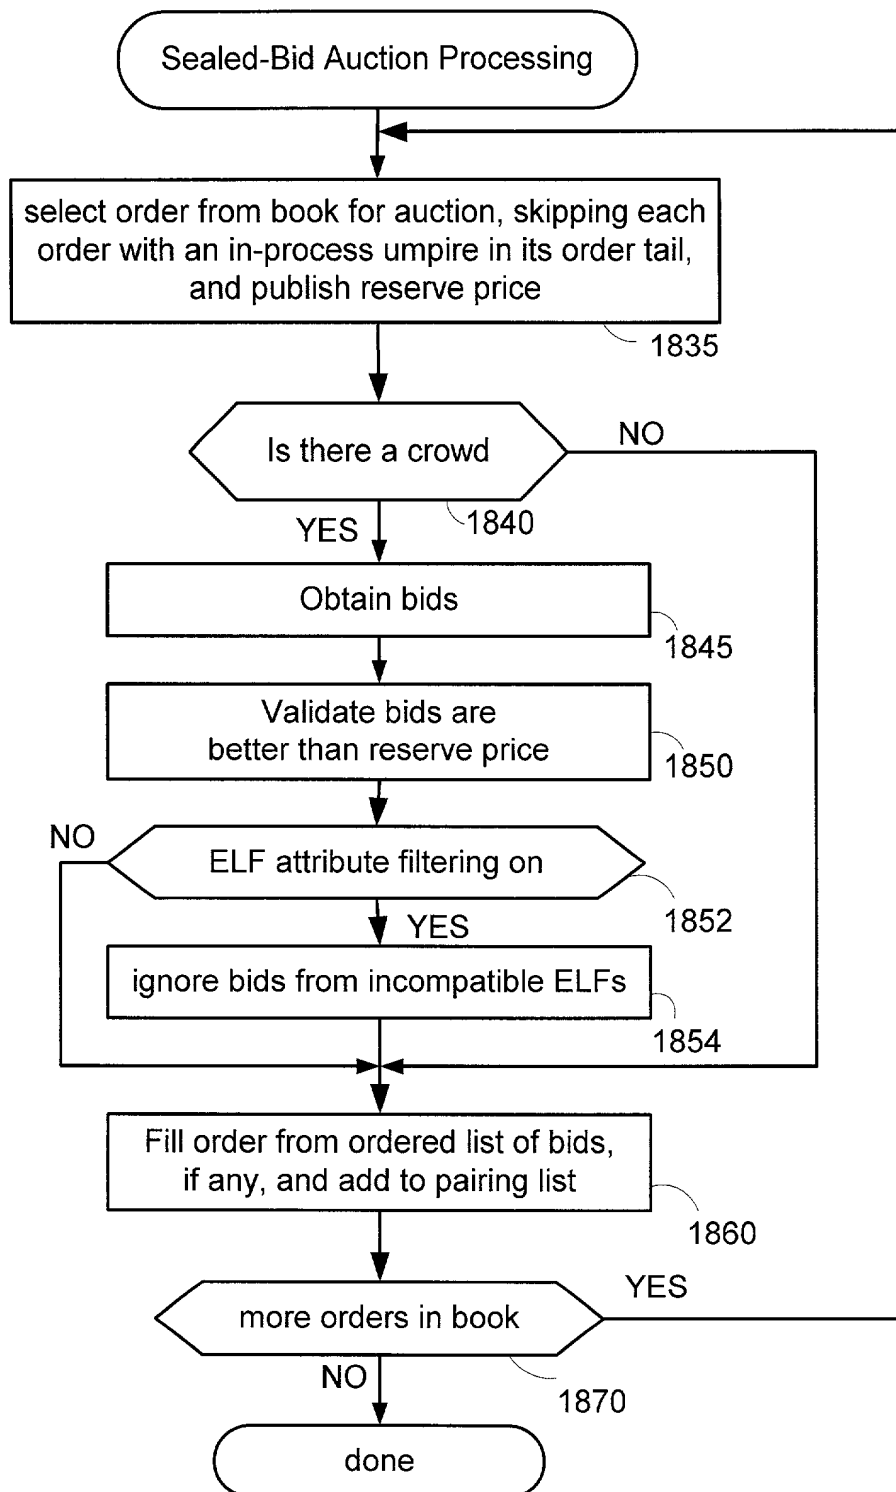 Sealed-Bid Auction Processing
select order from book for auction, skipping each
order with an in-process umpire in its order tail,
and publish reserve price
1835
Is there a crowd
NO
1840
YES
Obtain bids
1845
Validate bids are
better than reserve price
1850
NO
ELF attribute filtering on
1852
YES
ignore bids from incompatible ELFs
1854
Fill order from ordered list of bids,
if any, and add to pairing list
1860
YES
more orders in book
NO
1870
done